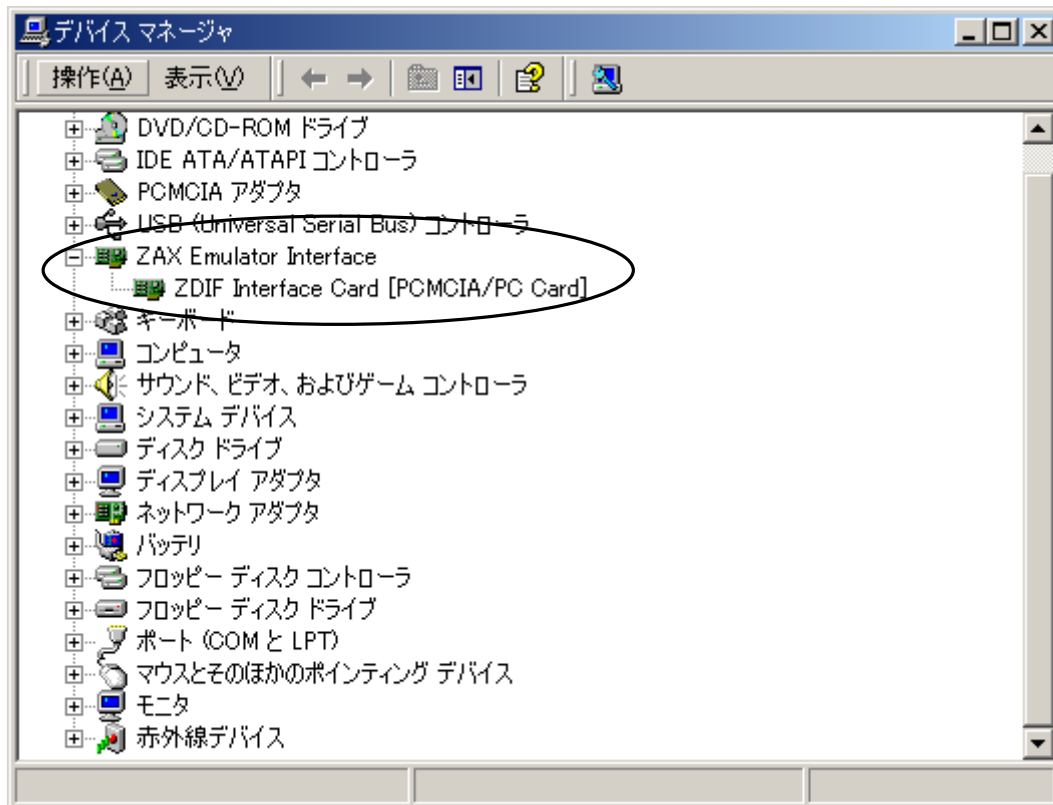 デバイス マネージャ
操作(A) 表示(V)
DVD/CD-ROM ドライブ
IDE ATA/ATAPI コントローラ
PCMCIA アダプタ
USB (Universal Serial Bus) コントローラ
ZAX Emulator Interface
ZDIF Interface Card [PCMCIA/PC Card]
キーボード
コンピュータ
サウンド、ビデオ、およびゲーム コントローラ
システム デバイス
ディスク ドライブ
ディスプレイ アダプタ
ネットワーク アダプタ
バッテリ
フロッピー ディスク コントローラ
フロッピー ディスク ドライブ
ポート (COM と LPT)
マウスとそのほかのポインティング デバイス
モニタ
赤外線デバイス